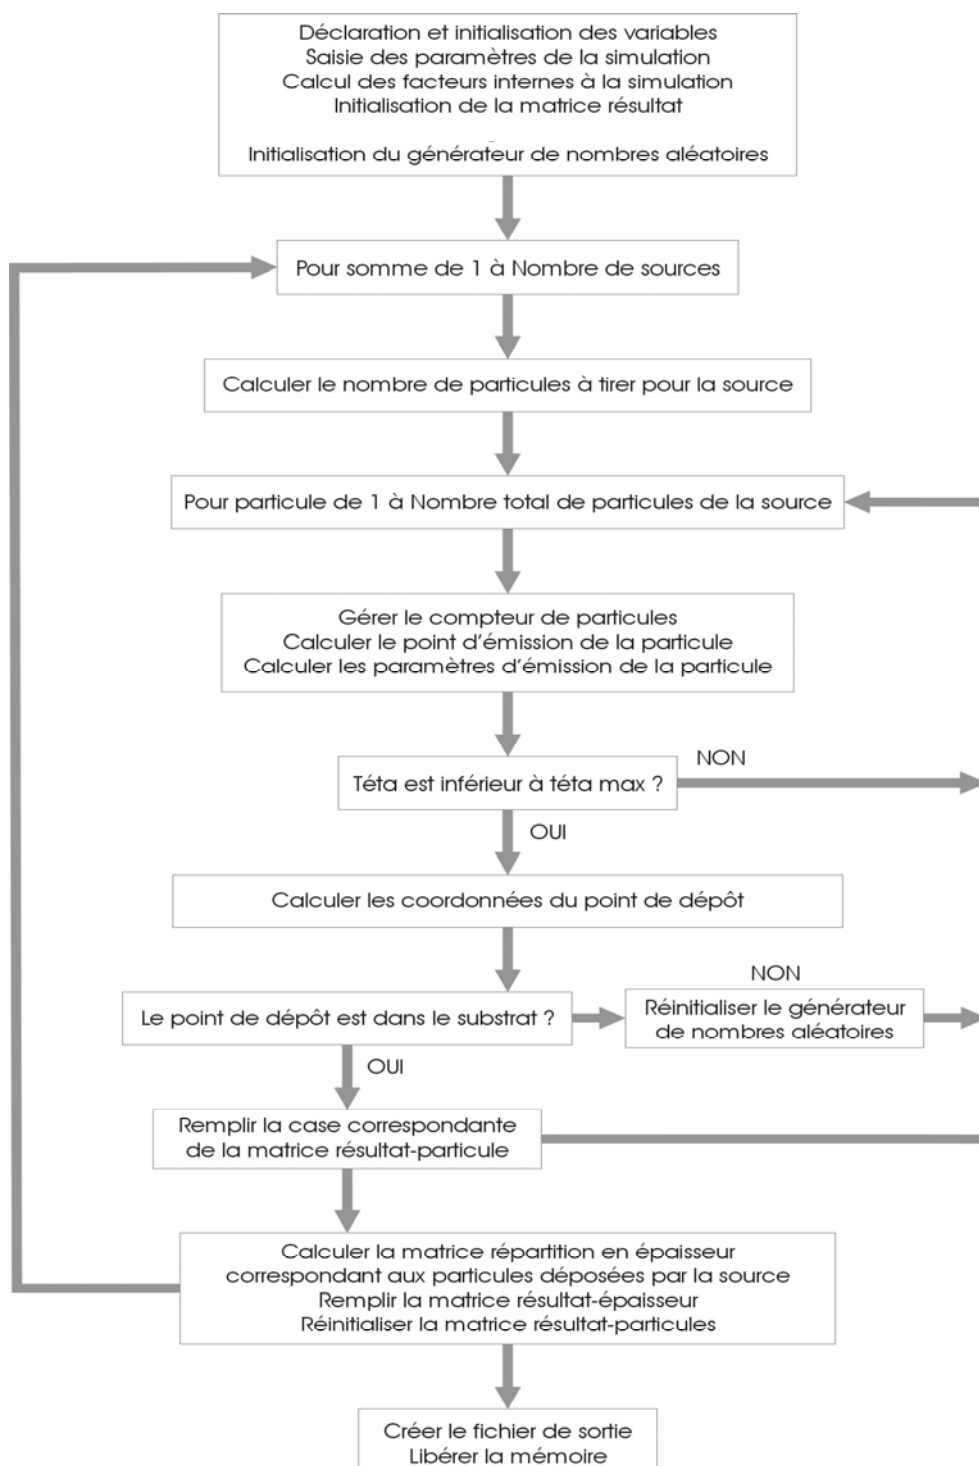 Déclaration et initialisation des variables
Saisie des paramètres de la simulation
Calcul des facteurs internes à la simulation
Initialisation de la matrice résultat
Initialisation du générateur de nombres aléatoires
Pour somme de 1 à Nombre de sources
Calculer le nombre de particules à tirer pour la source
Pour particule de 1 à Nombre total de particules de la source
Gérer le compteur de particules
Calculer le point d'émission de la particule
Calculer les paramètres d'émission de la particule
Téta est inférieur à téta max ?
NON
OUI
Calculer les coordonnées du point de dépôt
Le point de dépôt est dans le substrat ?
NON
Réinitialiser le générateur
de nombres aléatoires
OUI
Remplir la case correspondante
de la matrice résultat-particule
Calculer la matrice répartition en épaisseur
correspondant aux particules déposées par la source
Remplir la matrice résultat-épaisseur
Réinitialiser la matrice résultat-particules
Créer le fichier de sortie
Libérer la mémoire